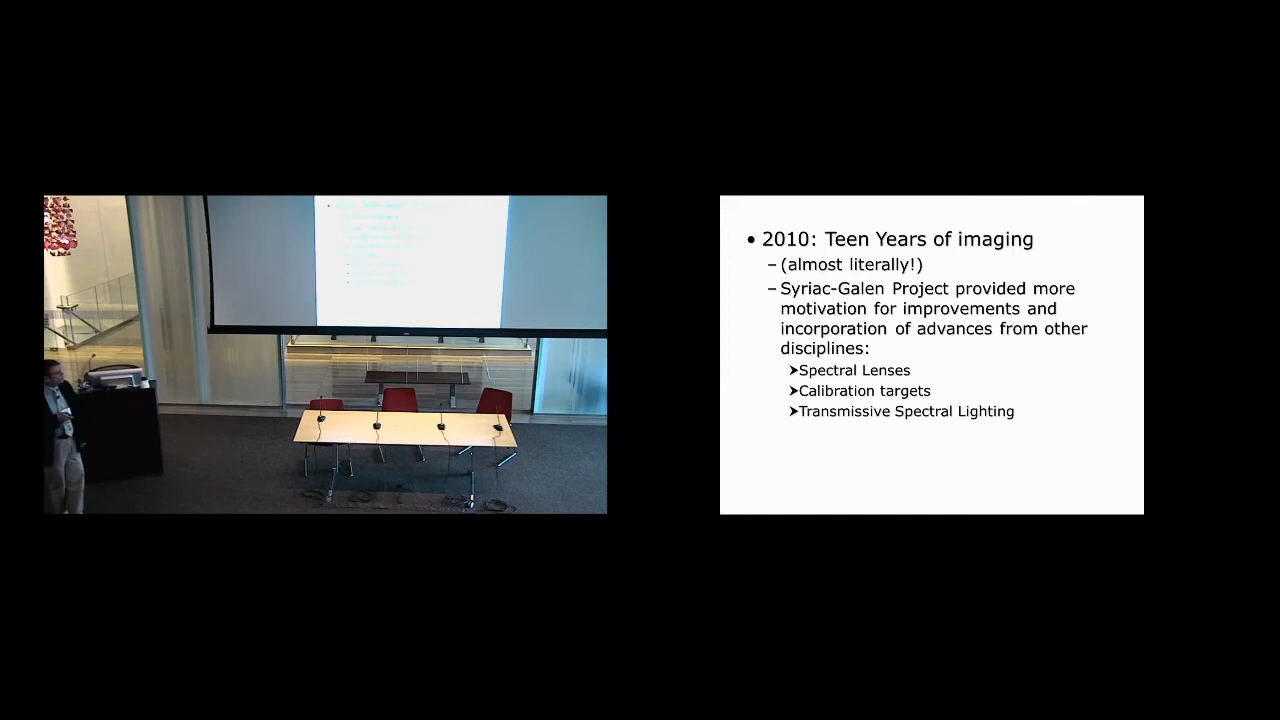 • 2010: Teen Years of imaging
– (almost literally!)
– Syriac-Galen Project provided more
motivation for improvements and
incorporation of advances from other
disciplines:
➤Spectral Lenses
➤Calibration targets
➤Transmissive Spectral Lighting